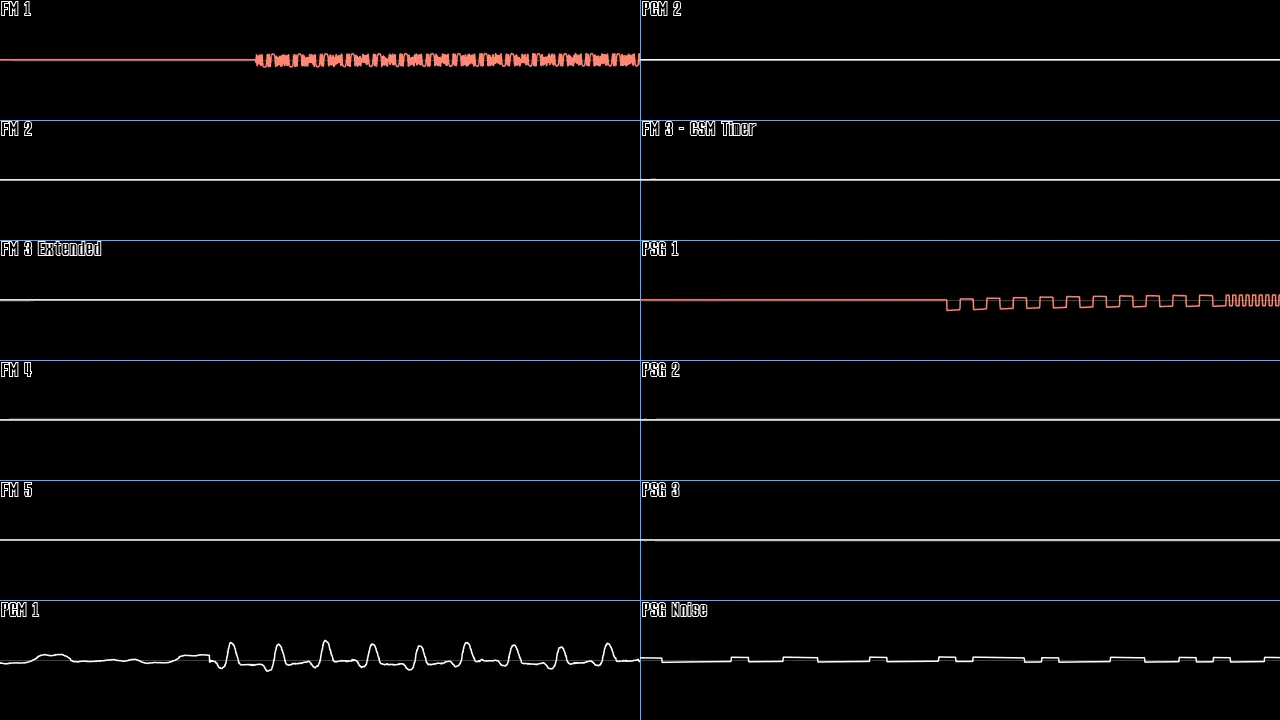 FM 1
FM 2
FM 3 Extended
FM 4
FM 5
PCM 1
PCM 2
FM 3 - CSM Timer
PSG 1
PSG 2
PSG 3
PSG Noise